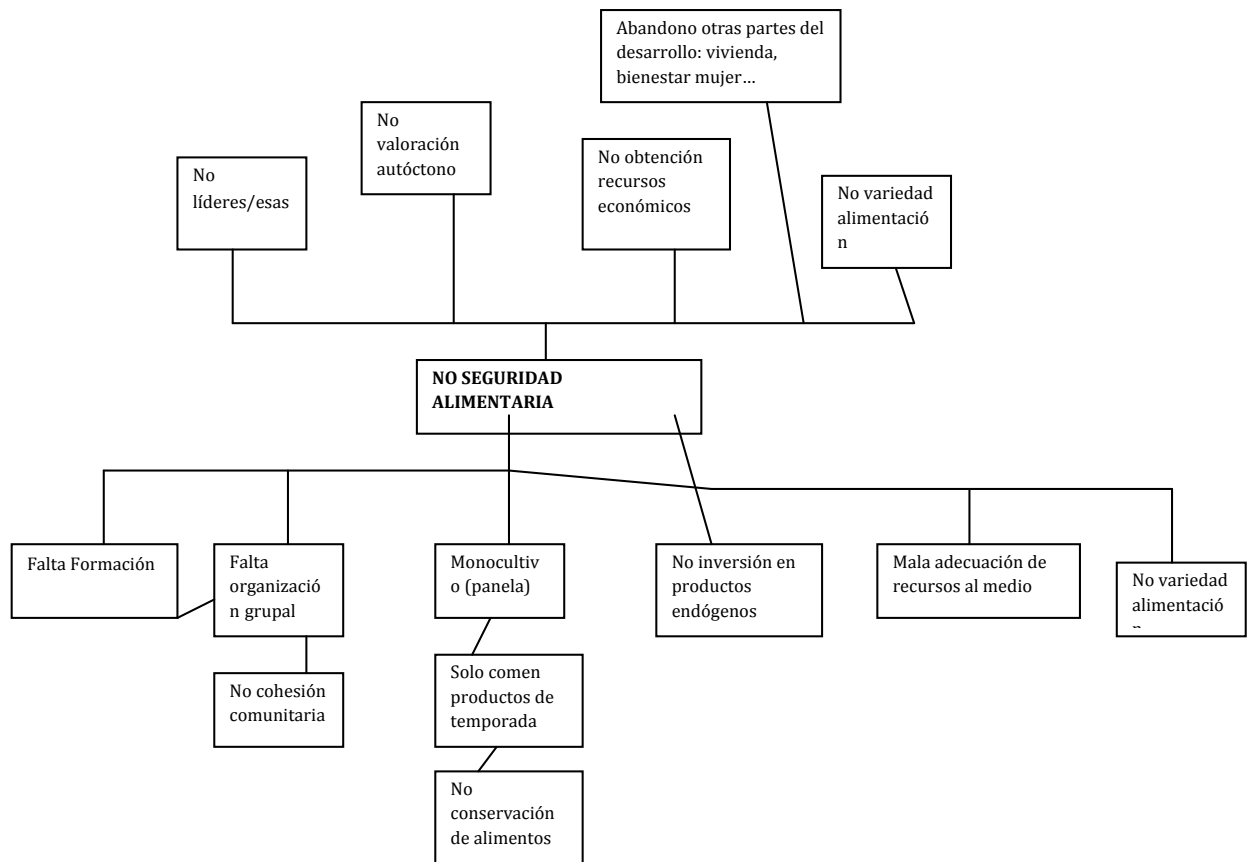 Abandono otras partes del
desarrollo: vivienda,
bienestar mujer…
No
valoración
autóctono
No obtención
recursos
económicos
No
líderes/esas
No variedad
alimentació
n
NO SEGURIDAD
ALIMENTARIA
Falta Formación
Falta
organizació
n grupal
Monocultiv
o (panela)
No inversión en
productos
endógenos
Mala adecuación de
recursos al medio
No variedad
alimentació
n
No cohesión
comunitaria
Solo comen
productos de
temporada
No
conservación
de alimentos